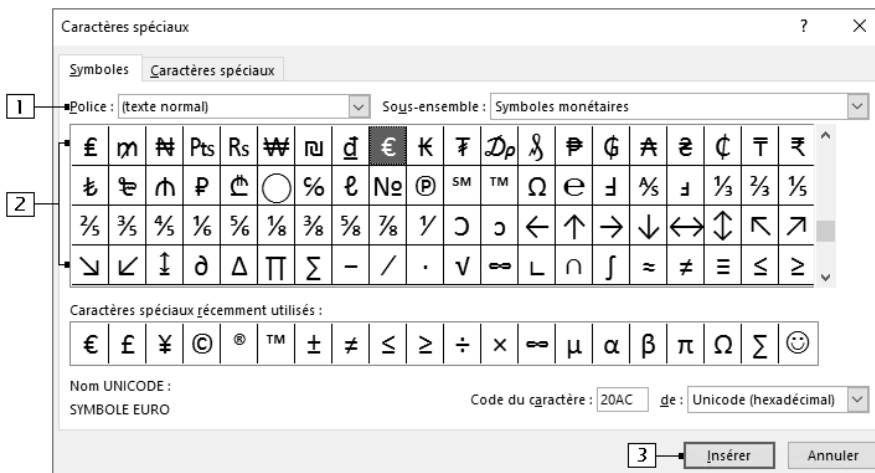 Caractères spéciaux ? ×
Symboles Caractères spéciaux
1 Police : (texte normal) Sous-ensemble : Symboles monétaires
2
₤ ₥ ₦ Pts ₨ ₩ ₪ ₫ € ₭ ₮ ₯ ₰ ₱ ₲ ₳ ₴ ₵ ₸ ₹
₺ ₻ ₼ ₽ ₾ ◯ ℅ ℓ № ℗ ℠ ™ Ω ℮ Ⅎ ⅍ ⅎ ⅓ ⅔ ⅕
⅖ ⅗ ⅘ ⅙ ⅚ ⅛ ⅜ ⅝ ⅞ ⅟ Ↄ ↄ ← ↑ → ↓ ↔ ↕ ↖ ↗
↘ ↙ ↨ ∂ ∆ ∏ ∑ − ∕ ∙ √ ∞ ∟ ∩ ∫ ≈ ≠ ≡ ≤ ≥
Caractères spéciaux récemment utilisés :
€ £ ¥ © ® ™ ± ≠ ≤ ≥ ÷ × ∞ µ α β π Ω ∑ ☺
Nom UNICODE :
SYMBOLE EURO
Code du caractère : 20AC de : Unicode (hexadécimal)
3 Insérer Annuler